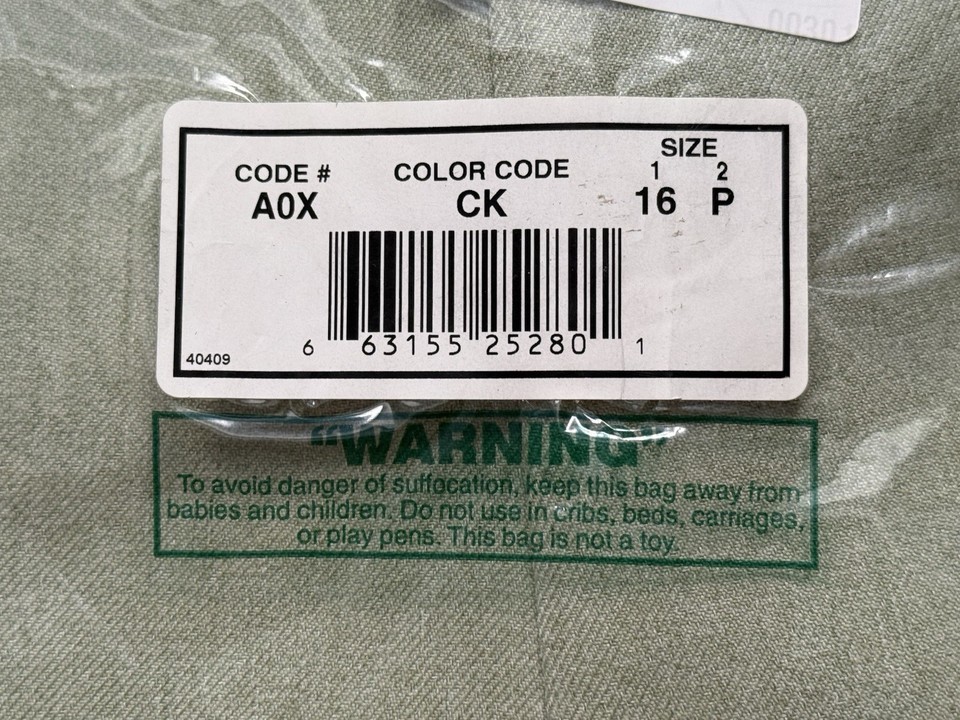 CODE # COLOR CODE SIZE
1 2
A0X CK 16 P
6 63155 25280 1
40409
"WARNING"
To avoid danger of suffocation, keep this bag away from
babies and children. Do not use in cribs, beds, carriages,
or play pens. This bag is not a toy.